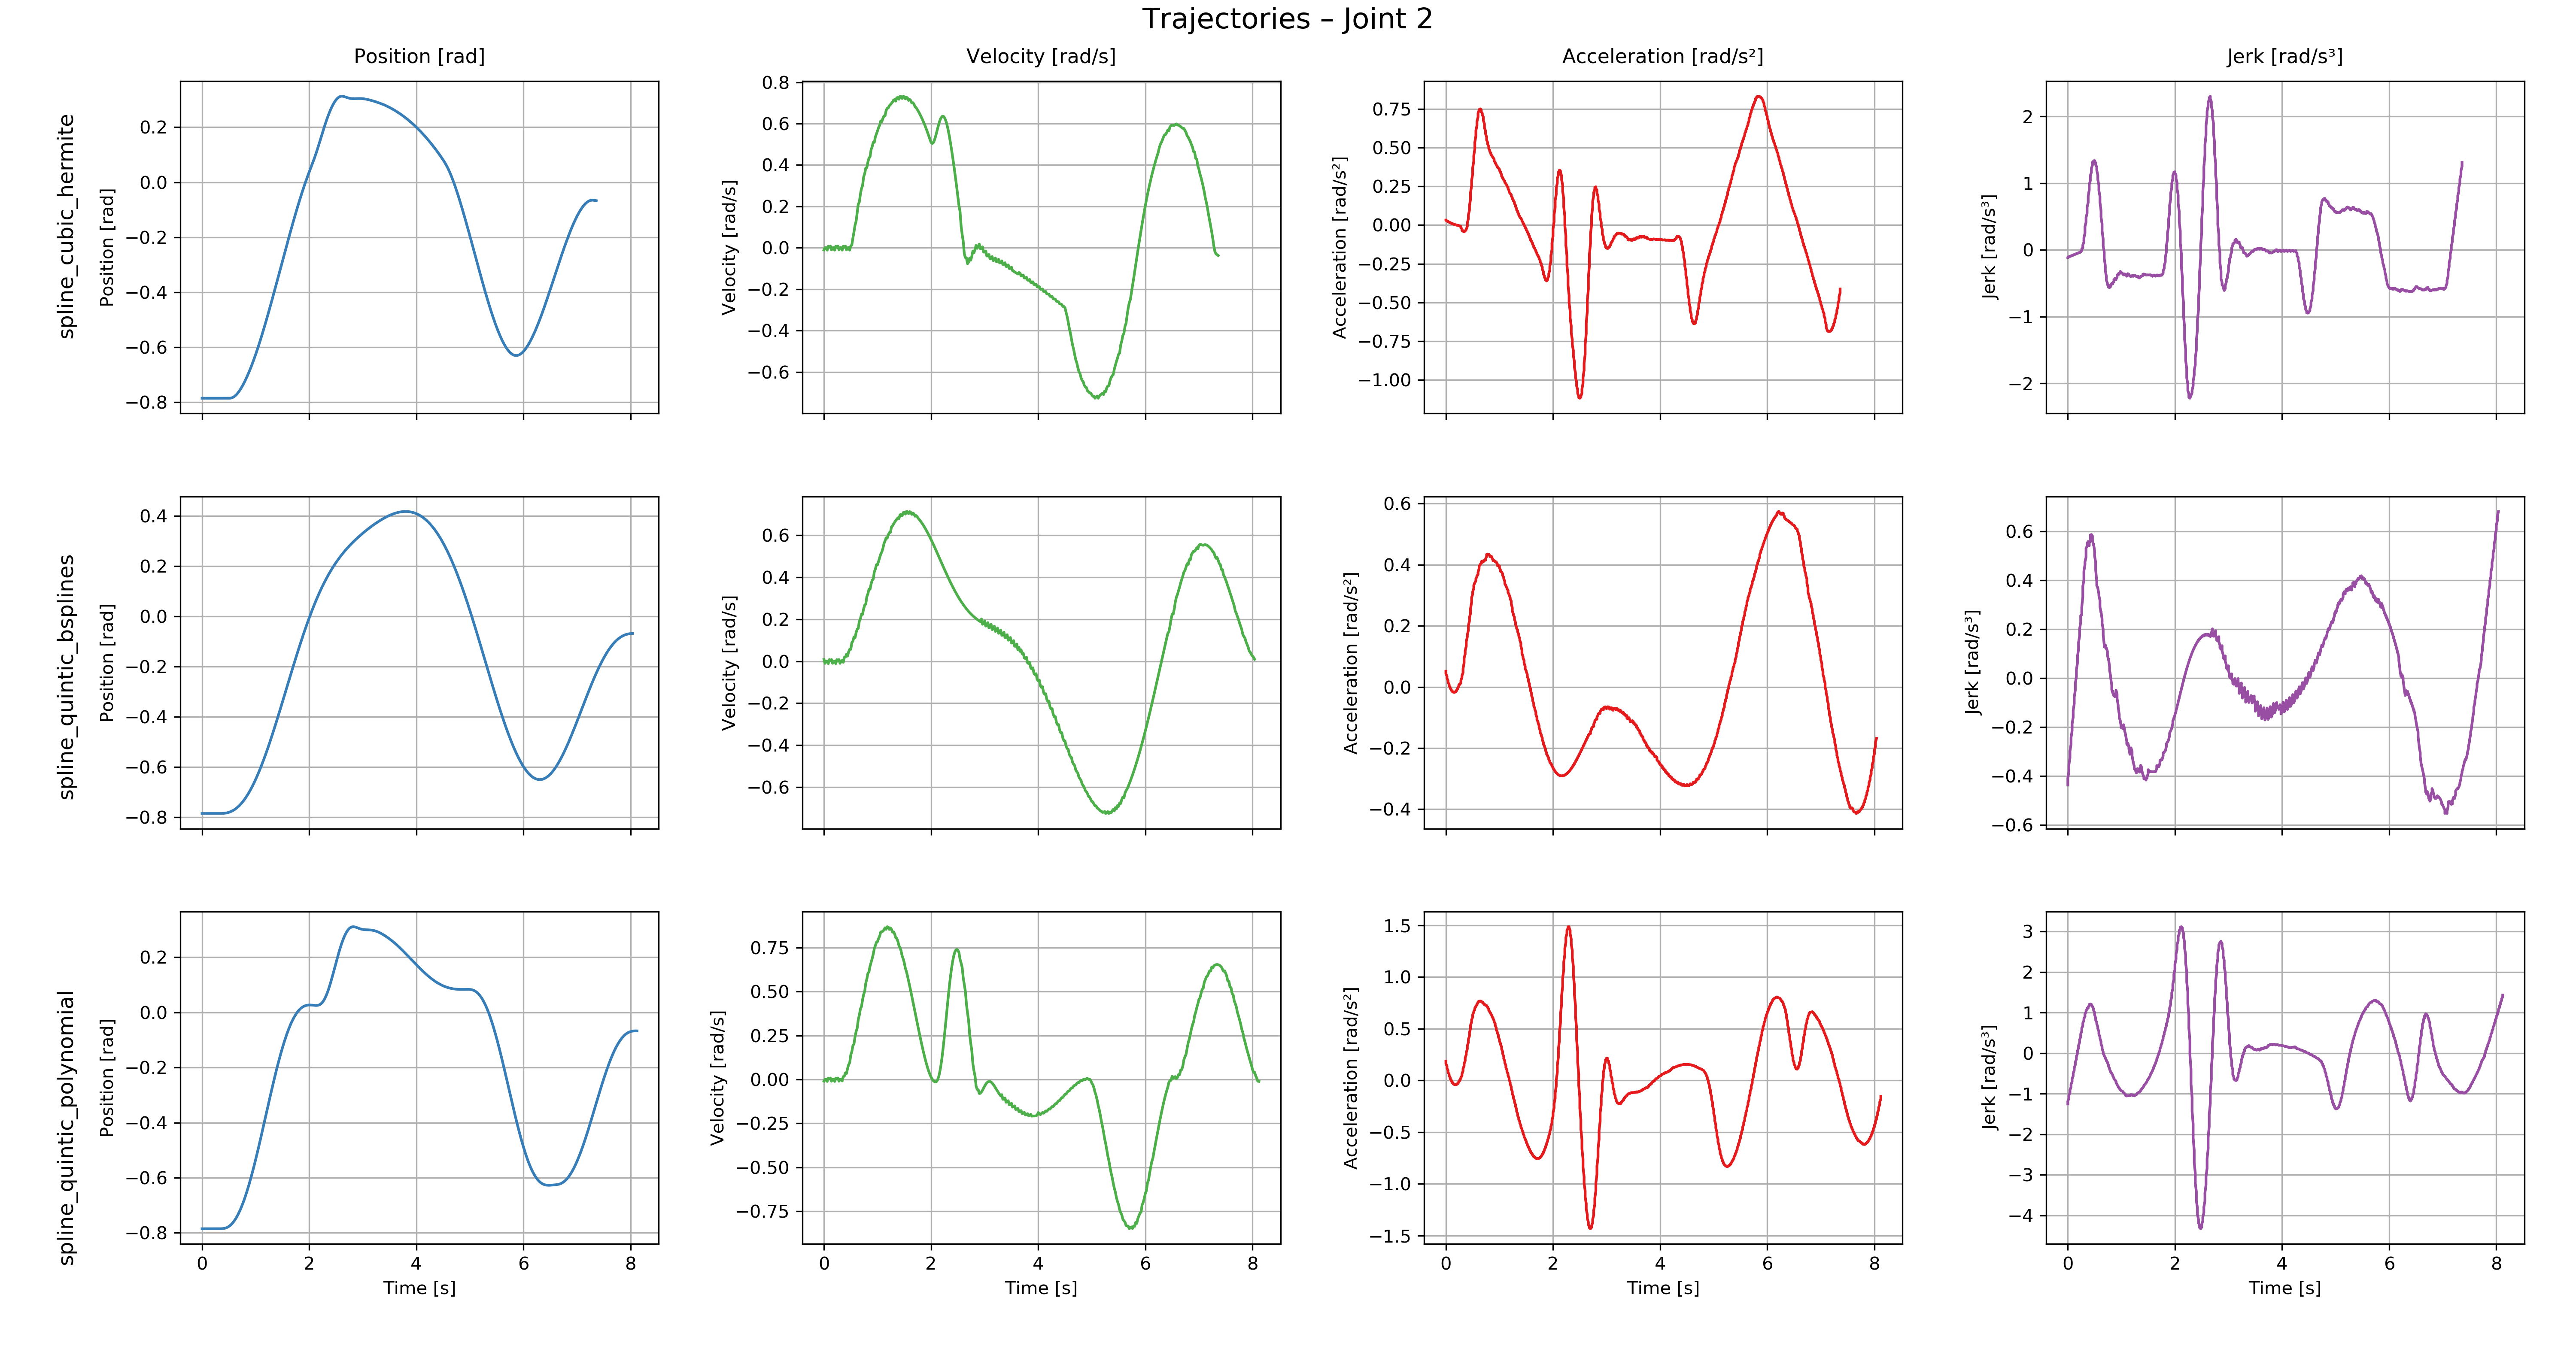 Trajectories – Joint 2
Position [rad]
Velocity [rad/s]
Acceleration [rad/s²]
Jerk [rad/s³]
spline_cubic_hermite
Position [rad]
0.2
0.0
−0.2
−0.4
−0.6
−0.8
Velocity [rad/s]
0.8
0.6
0.4
0.2
0.0
−0.2
−0.4
−0.6
Acceleration [rad/s²]
0.75
0.50
0.25
0.00
−0.25
−0.50
−0.75
−1.00
Jerk [rad/s³]
2
1
0
−1
−2
spline_quintic_bsplines
Position [rad]
0.4
0.2
0.0
−0.2
−0.4
−0.6
−0.8
Velocity [rad/s]
0.6
0.4
0.2
0.0
−0.2
−0.4
−0.6
Acceleration [rad/s²]
0.6
0.4
0.2
0.0
−0.2
−0.4
Jerk [rad/s³]
0.6
0.4
0.2
0.0
−0.2
−0.4
−0.6
spline_quintic_polynomial
Position [rad]
0.2
0.0
−0.2
−0.4
−0.6
−0.8
0 2 4 6 8
Time [s]
Velocity [rad/s]
0.75
0.50
0.25
0.00
−0.25
−0.50
−0.75
0 2 4 6 8
Time [s]
Acceleration [rad/s²]
1.5
1.0
0.5
0.0
−0.5
−1.0
−1.5
0 2 4 6 8
Time [s]
Jerk [rad/s³]
3
2
1
0
−1
−2
−3
−4
0 2 4 6 8
Time [s]